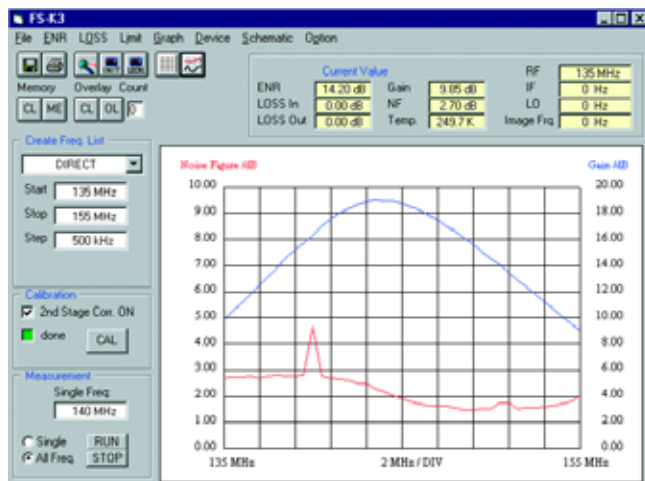 FS-K3
File ENR LOSS Limit Graph Device Schematic Option
Memory Overlay Count
CL ME CL OL 0
Current Value
ENR 14.20 dB Gain 9.85 dB
LOSS In 0.00 dB NF 2.70 dB
LOSS Out 0.00 dB Temp. 249.7 K
RF 135 MHz
IF 0 Hz
LO 0 Hz
Image Frq. 0 Hz
Create Freq. List
DIRECT
Start 135 MHz
Stop 155 MHz
Step 500 kHz
Calibration
2nd Stage Corr. ON
done CAL
Measurement
Single Freq.
140 MHz
Single RUN
All Freq. STOP
Noise Figure /dB Gain /dB
10.00 20.00
9.00 18.00
8.00 16.00
7.00 14.00
6.00 12.00
5.00 10.00
4.00 8.00
3.00 6.00
2.00 4.00
1.00 2.00
0.00 0.00
135 MHz 2 MHz / DIV 155 MHz